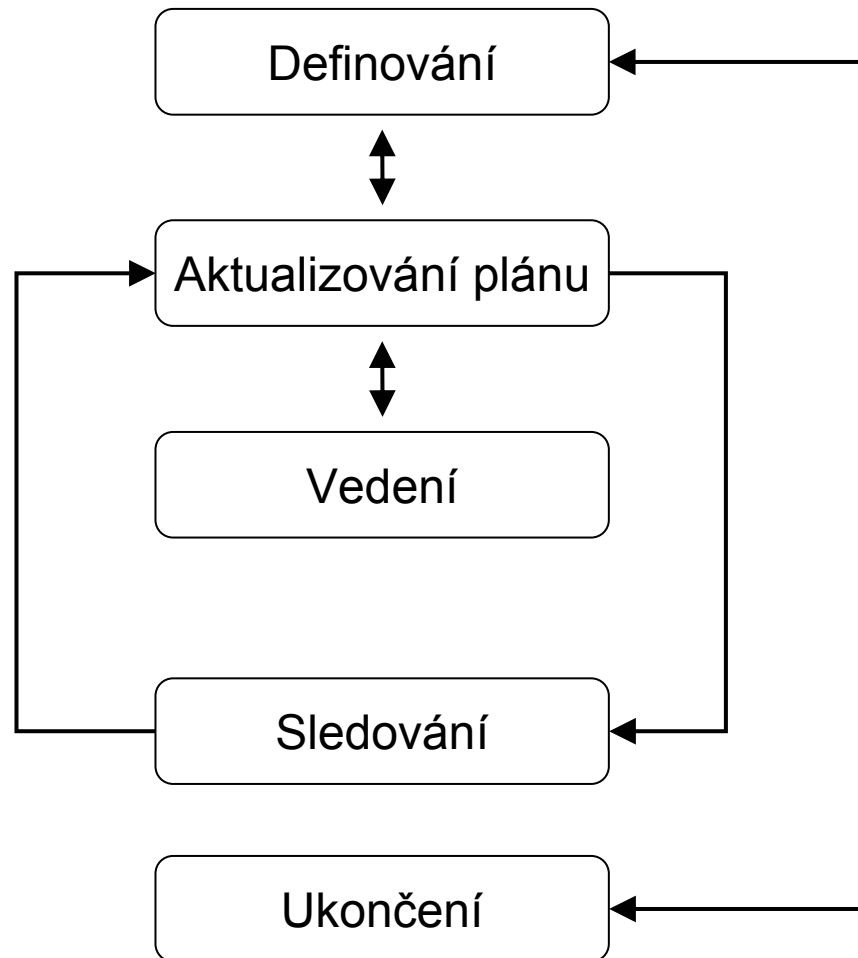 Definování
Aktualizování plánu
Vedení
Sledování
Ukončení